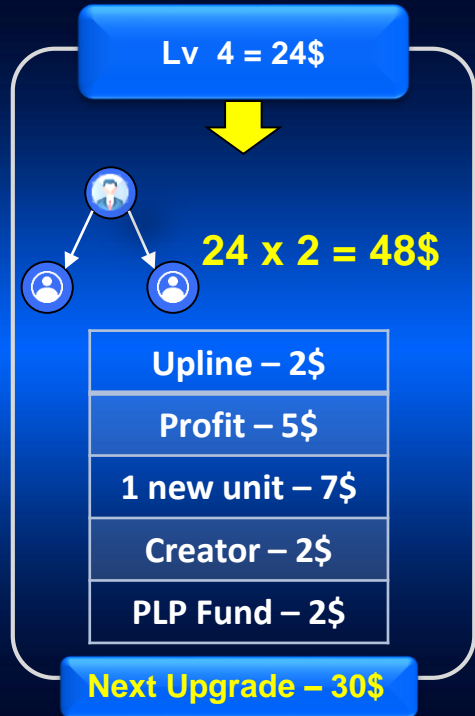 Lv 4 = 24$
24 x 2 = 48$
Upline – 2$
Profit – 5$
1 new unit – 7$
Creator – 2$
PLP Fund – 2$
Next Upgrade – 30$